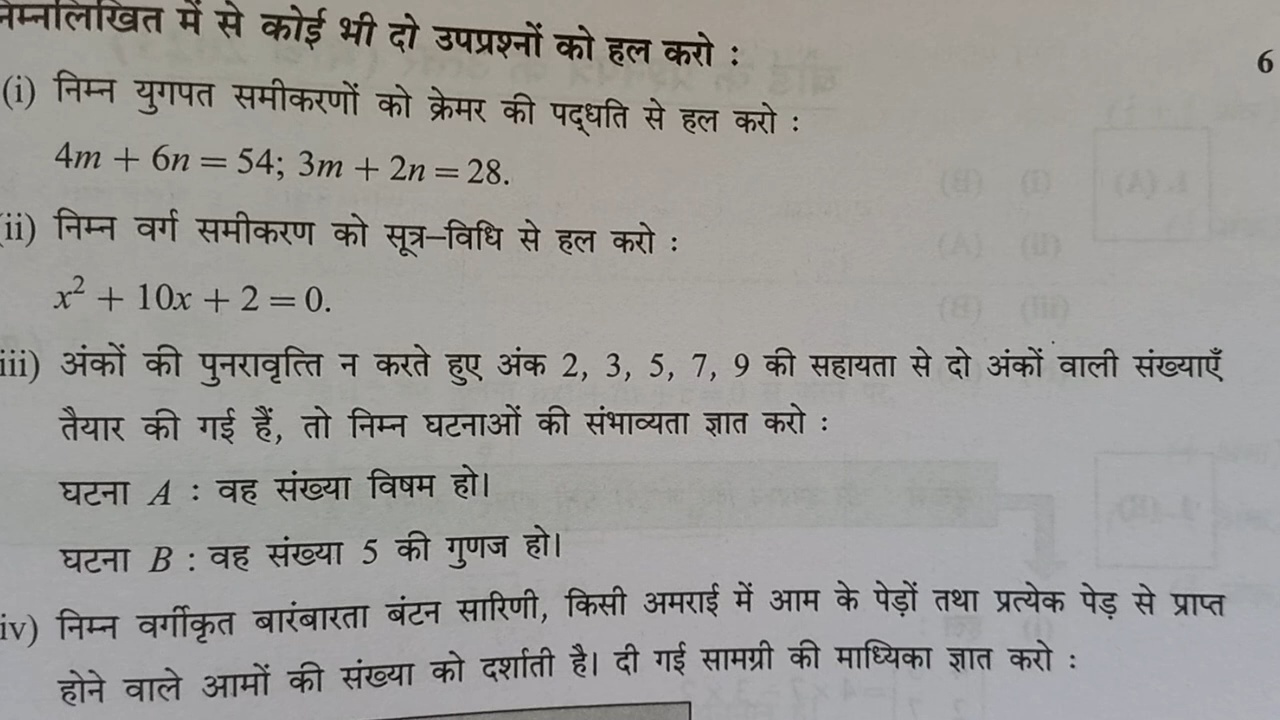 निम्नलिखित में से कोई भी दो उपप्रश्नों को हल करो :
6
(i) निम्न युगपत समीकरणों को क्रेमर की पद्धति से हल करो :
4m + 6n = 54; 3m + 2n = 28.
(ii) निम्न वर्ग समीकरण को सूत्र–विधि से हल करो :
x² + 10x + 2 = 0.
iii) अंकों की पुनरावृत्ति न करते हुए अंक 2, 3, 5, 7, 9 की सहायता से दो अंकों वाली संख्याएँ
तैयार की गई हैं, तो निम्न घटनाओं की संभाव्यता ज्ञात करो :
घटना A : वह संख्या विषम हो।
घटना B : वह संख्या 5 की गुणज हो।
iv) निम्न वर्गीकृत बारंबारता बंटन सारिणी, किसी अमराई में आम के पेड़ों तथा प्रत्येक पेड़ से प्राप्त
होने वाले आमों की संख्या को दर्शाती है। दी गई सामग्री की माध्यिका ज्ञात करो :